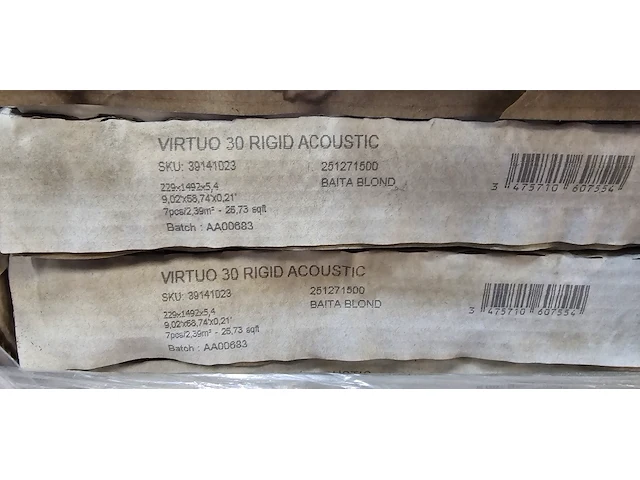 VIRTUO 30 RIGID ACOUSTIC
SKU: 39141023 251271500
229x1492x5,4 BAITA BLOND
9,02'x58,74'x0,21'
7pcs/2,39m² - 25,73 sqft
Batch : AA00683
3 475710 607554
VIRTUO 30 RIGID ACOUSTIC
SKU: 39141023 251271500
229x1492x5,4 BAITA BLOND
9,02'x58,74'x0,21'
7pcs/2,39m² - 25,73 sqft
Batch : AA00683
3 475710 607554